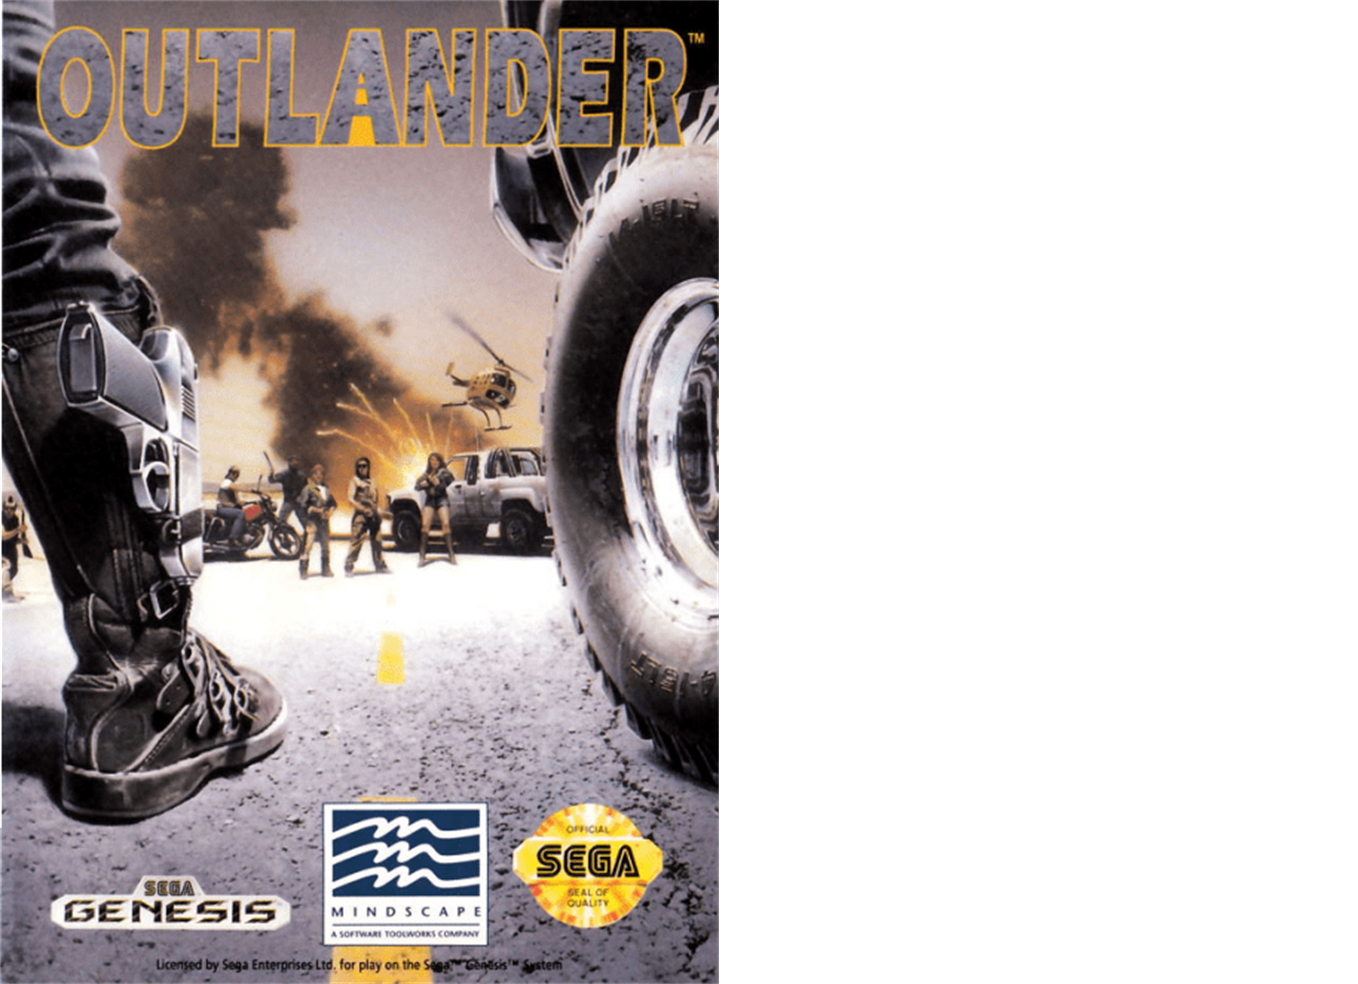 OUTLANDER™
OFFICIAL
SEGA
SEAL OF
QUALITY
SEGA
GENESIS
MINDSCAPE
A SOFTWARE TOOLWORKS COMPANY
Licensed by Sega Enterprises Ltd. for play on the Sega™ Genesis™ System